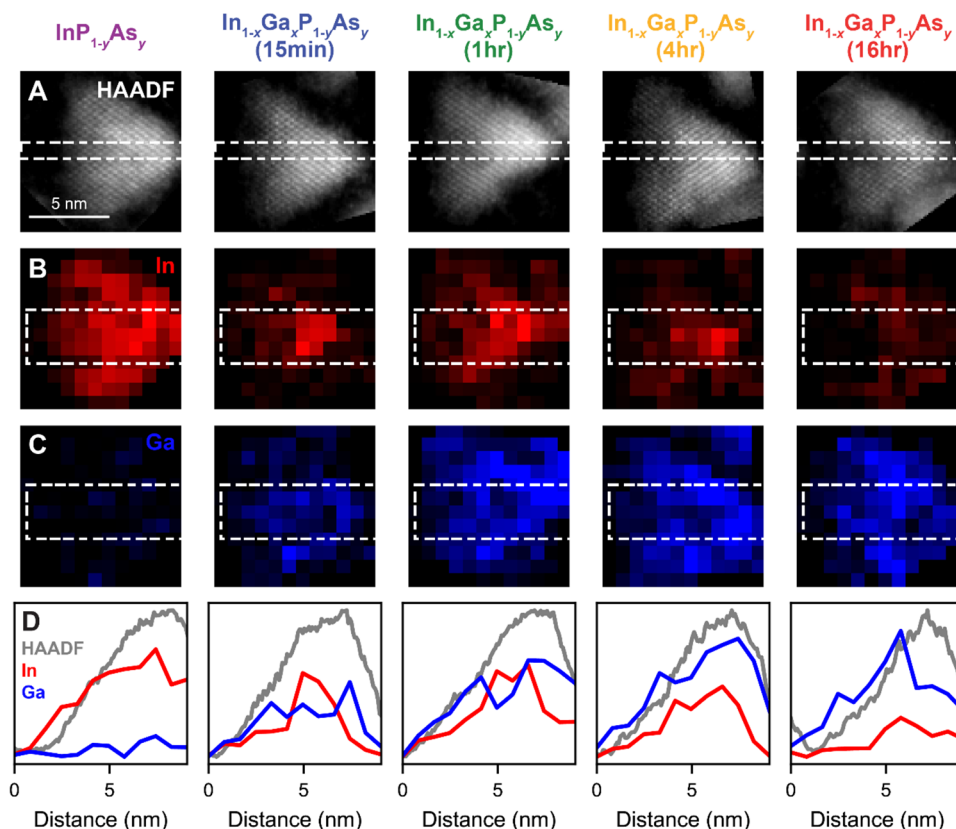 InP₁₋yAsy
In₁₋ₓGaₓP₁₋yAsy
(15min)
In₁₋ₓGaₓP₁₋yAsy
(1hr)
In₁₋ₓGaₓP₁₋yAsy
(4hr)
In₁₋ₓGaₓP₁₋yAsy
(16hr)
A HAADF
5 nm
B In
C Ga
D
HAADF
In
Ga
0 5 0 5 0 5 0 5 0 5
Distance (nm) Distance (nm) Distance (nm) Distance (nm) Distance (nm)